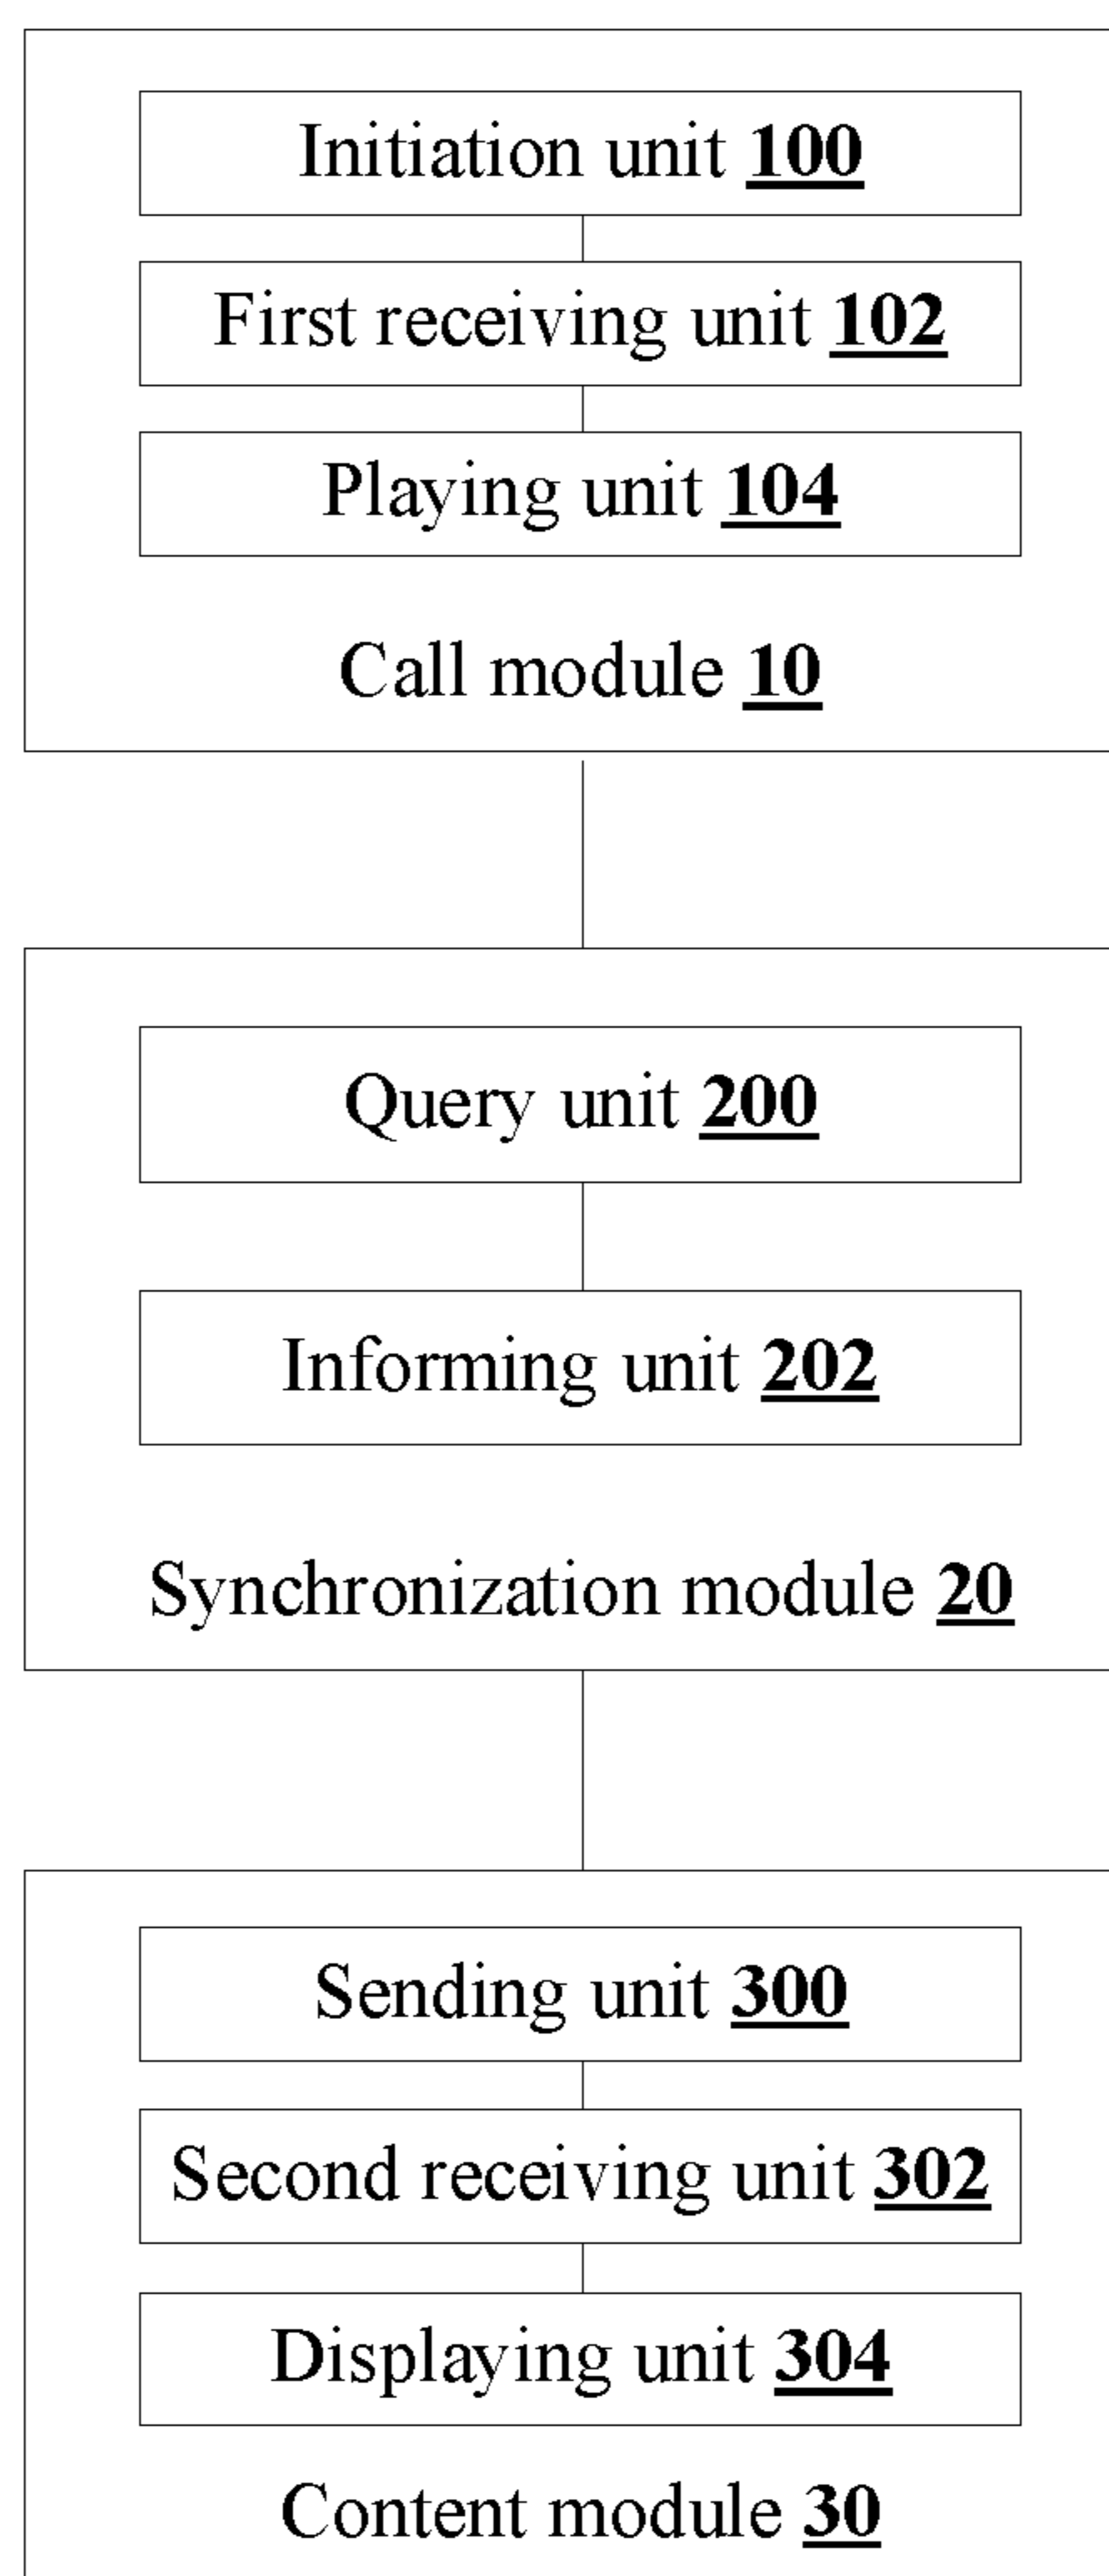 Initiation unit 100
First receiving unit 102
Playing unit 104
Call module 10
Query unit 200
Informing unit 202
Synchronization module 20
Sending unit 300
Second receiving unit 302
Displaying unit 304
Content module 30